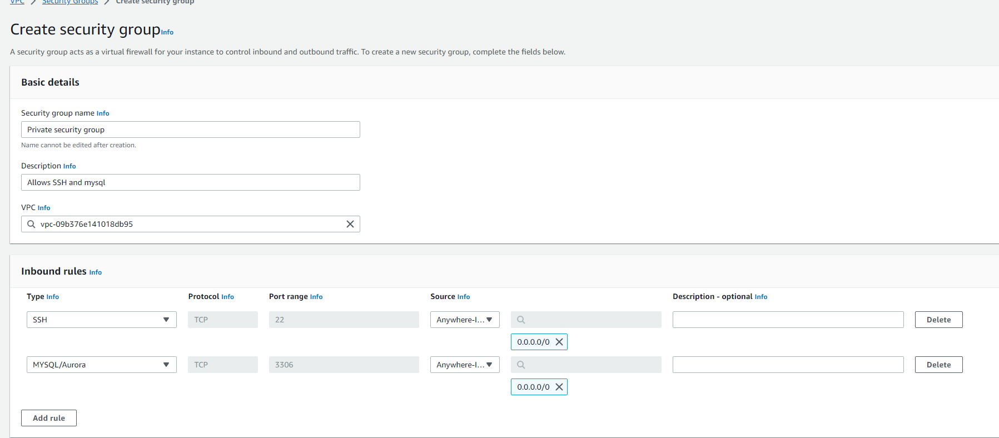 VPC > Security Groups > Create security group
Create security group Info
A security group acts as a virtual firewall for your instance to control inbound and outbound traffic. To create a new security group, complete the fields below.
Basic details
Security group name Info
Private security group
Name cannot be edited after creation.
Description Info
Allows SSH and mysql
VPC Info
vpc-09b376e141018db95
Inbound rules Info
Type Info Protocol Info Port range Info Source Info Description - optional Info
SSH TCP 22 Anywhere-I... Delete
0.0.0.0/0
MYSQL/Aurora TCP 3306 Anywhere-I... Delete
0.0.0.0/0
Add rule